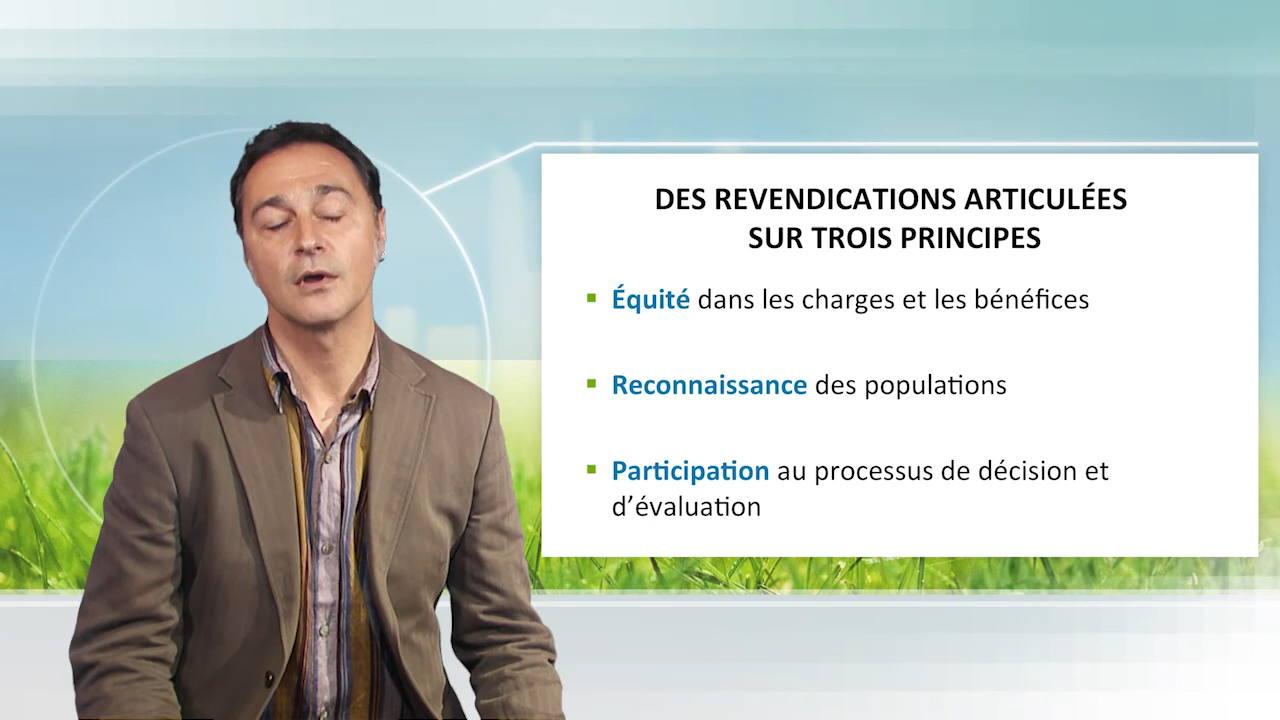 DES REVENDICATIONS ARTICULÉES
SUR TROIS PRINCIPES
▪ Équité dans les charges et les bénéfices
▪ Reconnaissance des populations
▪ Participation au processus de décision et
d’évaluation